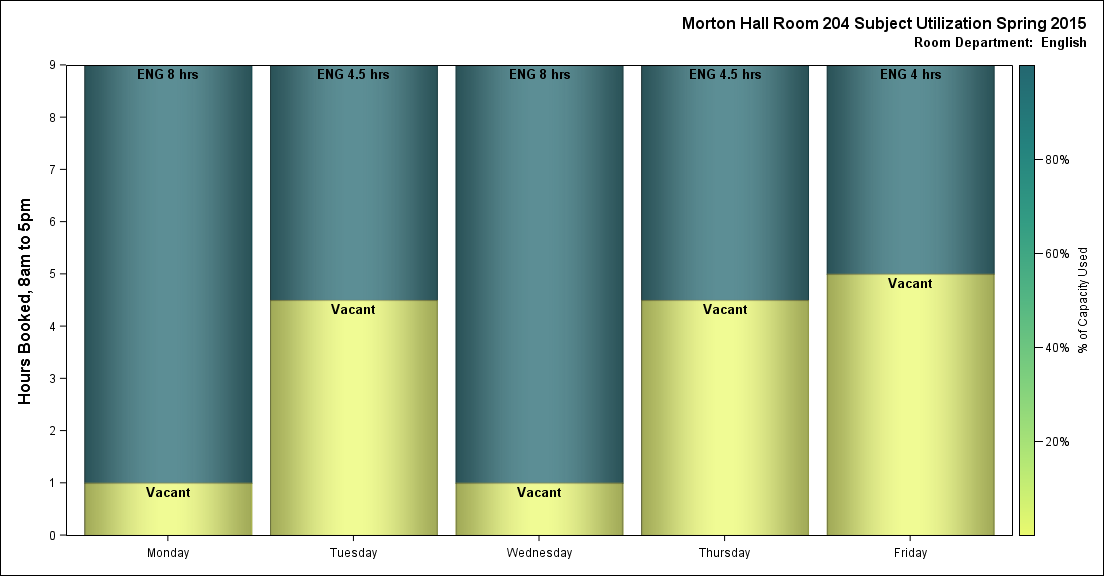 Morton Hall Room 204 Subject Utilization Spring 2015
Room Department:  English
Hours Booked, 8am to 5pm
9
8
7
6
5
4
3
2
1
0
ENG 8 hrs
ENG 4.5 hrs
ENG 8 hrs
ENG 4.5 hrs
ENG 4 hrs
Vacant
Vacant
Vacant
Vacant
Vacant
Monday
Tuesday
Wednesday
Thursday
Friday
80%
60%
40%
20%
% of Capacity Used